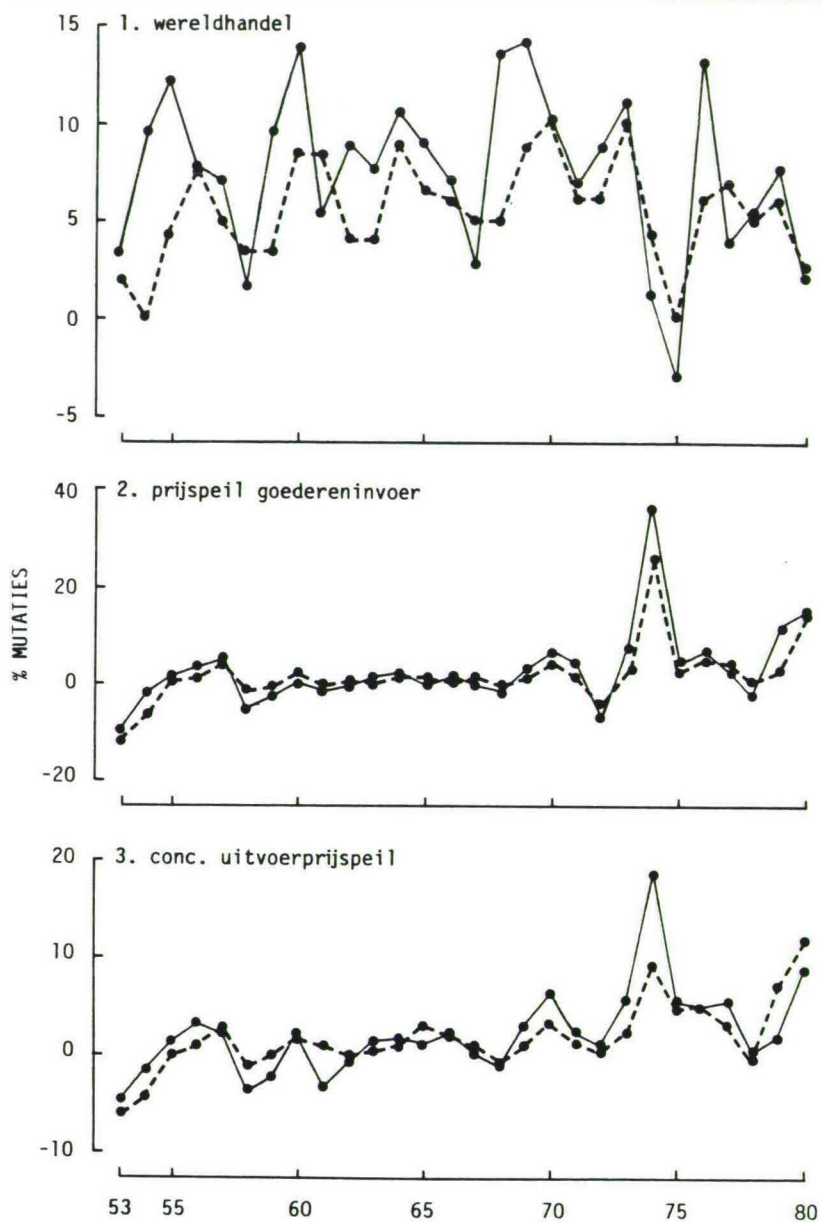 1. wereldhandel
15
10
5
0
-5
2. prijspeil goedereninvoer
40
20
0
-20
% MUTATIES
3. conc. uitvoerprijspeil
20
10
0
-10
53 55 60 65 70 75 80